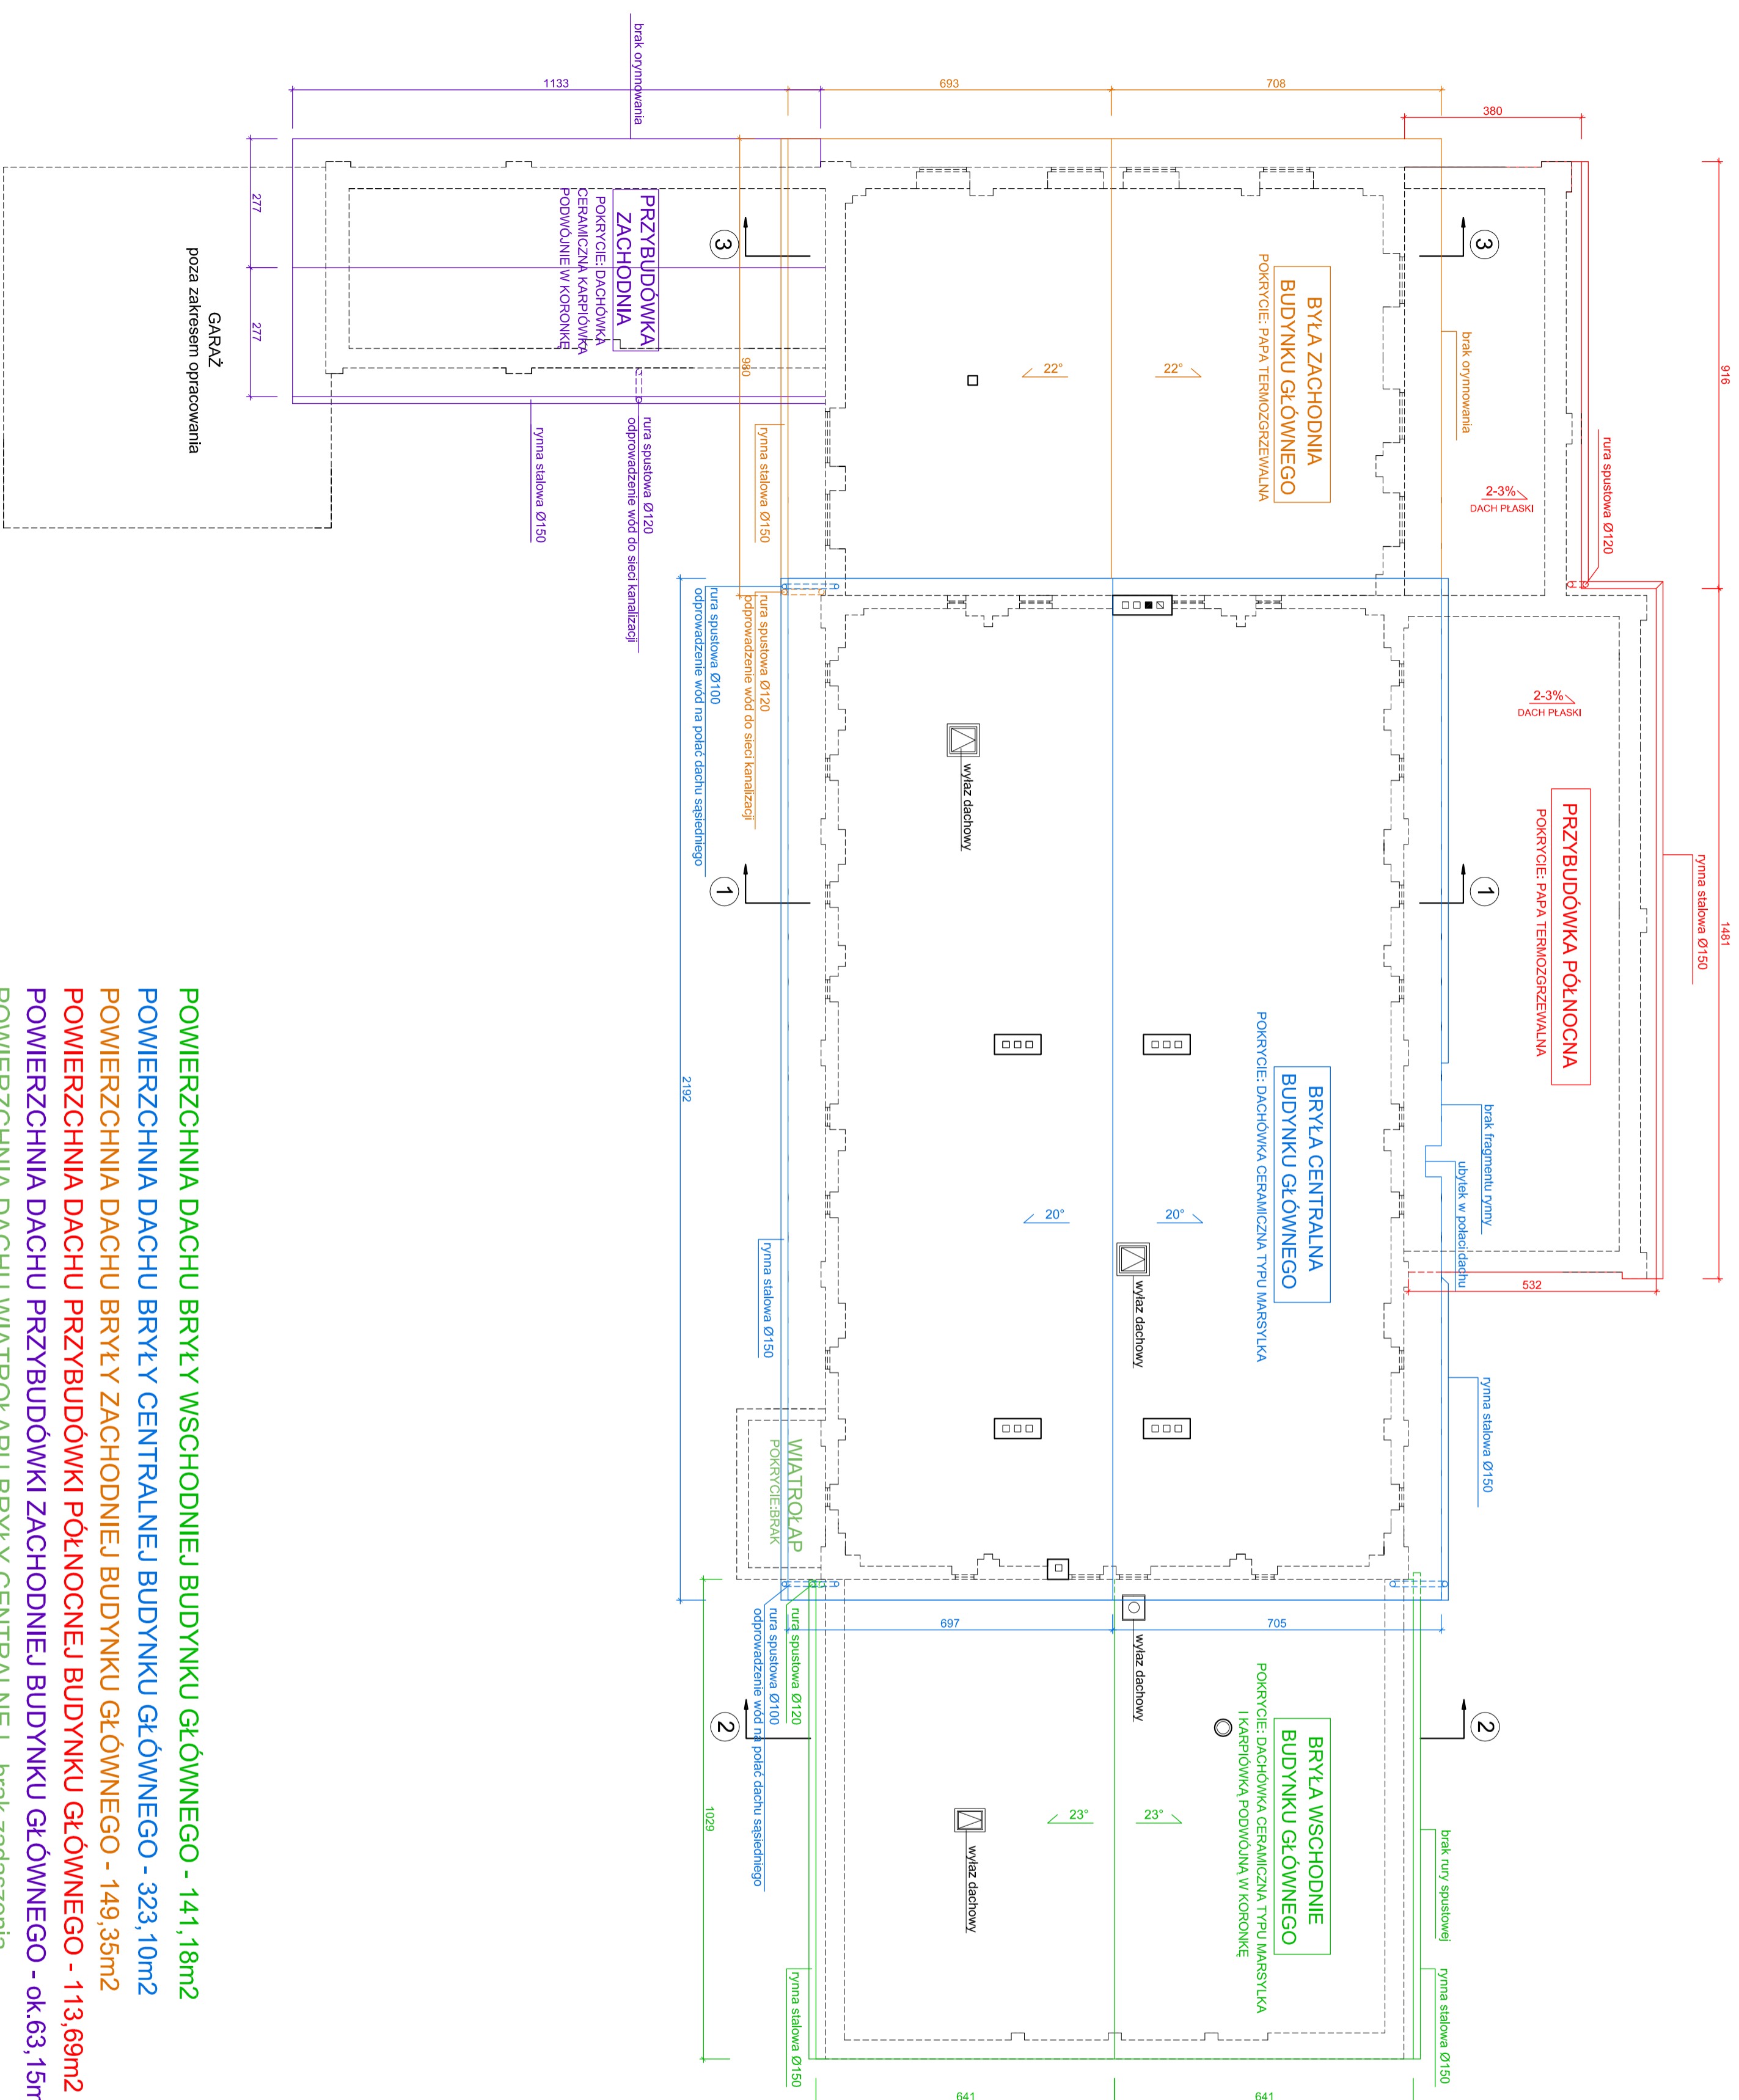 916
1481
rynna stalowa Ø150
rura spustowa Ø120
380
2-3%
DACH PŁASKI
2-3%
DACH PŁASKI
PRZYBUDÓWKA PÓŁNOCNA
POKRYCIE: PAPA TERMOZGRZEWALNA
532
brak orynnowania
brak fragmentu rynny
ubytek w połaci dachu
rynna stalowa Ø150
brak rury spustowej
rynna stalowa Ø150
3
1
2
708
693
BYŁA ZACHODNIA
BUDYNKU GŁÓWNEGO
POKRYCIE: PAPA TERMOZGRZEWALNA
22°
22°
BRYŁA CENTRALNA
BUDYNKU GŁÓWNEGO
POKRYCIE: DACHÓWKA CERAMICZNA TYPU MARSYLKA
20°
20°
wyłaz dachowy
wyłaz dachowy
BRYŁA WSCHODNIE
BUDYNKU GŁÓWNEGO
POKRYCIE: DACHÓWKA CERAMICZNA TYPU MARSYLKA
I KARPIÓWKĄ PODWÓJNĄ W KORONKĘ
23°
23°
wyłaz dachowy
wyłaz dachowy
705
697
641
641
WIATROŁAP
POKRYCIE:BRAK
980
rynna stalowa Ø150
rynna stalowa Ø150
rynna stalowa Ø150
rura spustowa Ø120
odprowadzenie wód do sieci kanalizacji
rura spustowa Ø100
odprowadzenie wód na połać dachu sąsiedniego
rura spustowa Ø120
rura spustowa Ø100
odprowadzenie wód na połać dachu sąsiedniego
3
1
2
2192
1029
brak orynnowania
1133
PRZYBUDÓWKA
ZACHODNIA
POKRYCIE: DACHÓWKA
CERAMICZNA KARPIÓWKA
PODWÓJNIE W KORONKĘ
rura spustowa Ø120
odprowadzenie wód do sieci kanalizacji
rynna stalowa Ø150
277
277
GARAŻ
poza zakresem opracowania
POWIERZCHNIA DACHU BRYŁY WSCHODNIEJ BUDYNKU GŁÓWNEGO - 141,18m2
POWIERZCHNIA DACHU BRYŁY CENTRALNEJ BUDYNKU GŁÓWNEGO - 323,10m2
POWIERZCHNIA DACHU BRYŁY ZACHODNIEJ BUDYNKU GŁÓWNEGO - 149,35m2
POWIERZCHNIA DACHU PRZYBUDÓWKI PÓŁNOCNEJ BUDYNKU GŁÓWNEGO - 113,69m2
POWIERZCHNIA DACHU PRZYBUDÓWKI ZACHODNIEJ BUDYNKU GŁÓWNEGO - ok.63,15m
POWIERZCHNIA DACHU WIATROŁAPU BRYŁY CENTRALNEJ - brak zadaszenia